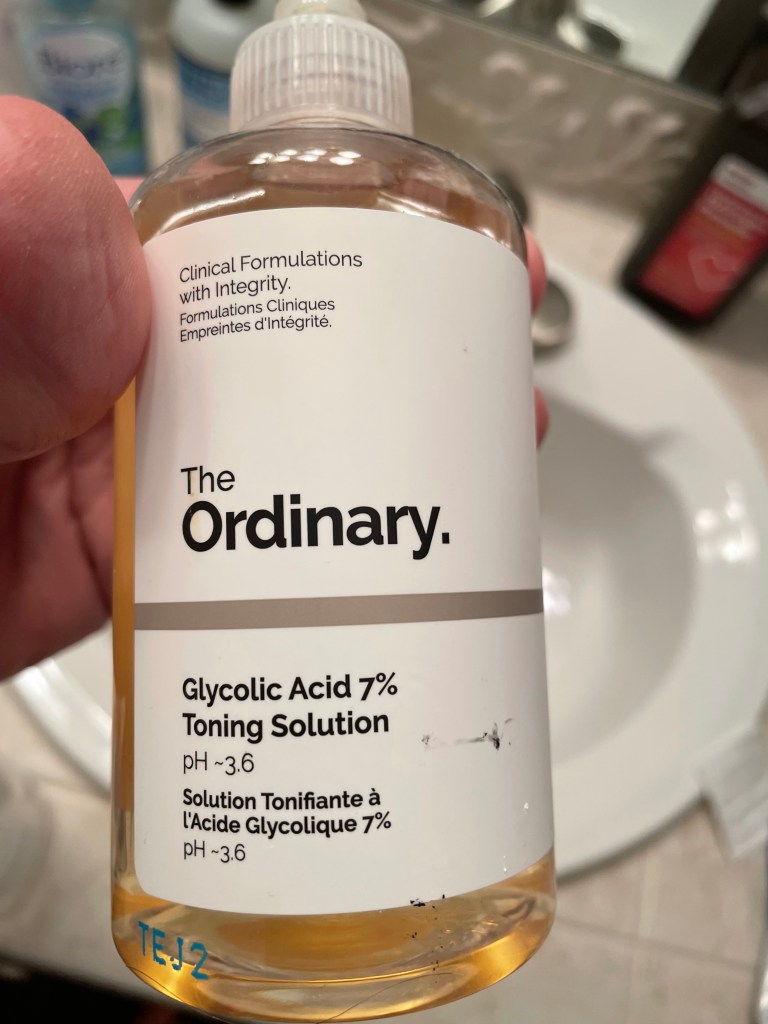 Bioré
Clinical Formulations
with Integrity.
Formulations Cliniques
Empreintes d'Intégrité.
The
Ordinary.
Glycolic Acid 7%
Toning Solution
pH ~3.6
Solution Tonifiante à
l'Acide Glycolique 7%
pH ~3.6
TEJ2